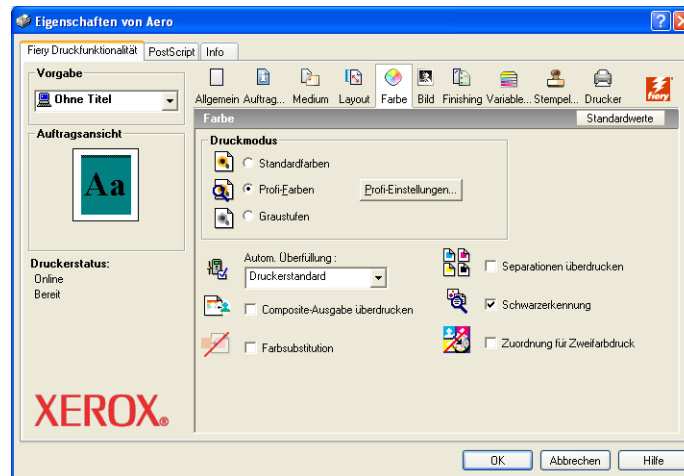 Eigenschaften von Aero
Fiery Druckfunktionalität PostScript Info
Vorgabe
Ohne Titel
Allgemein Auftrag... Medium Layout Farbe Bild Finishing Variable... Stempel... Drucker
fiery
Farbe Standardwerte
Auftragsansicht
Aa
Druckmodus
Standardfarben
Profi-Farben Profi-Einstellungen...
Graustufen
Druckerstatus:
Online
Bereit
Autom. Überfüllung :
Druckerstandard
Separationen überdrucken
Composite-Ausgabe überdrucken
Schwarzerkennung
Farbsubstitution
Zuordnung für Zweifarbdruck
XEROX®
OK Abbrechen Hilfe